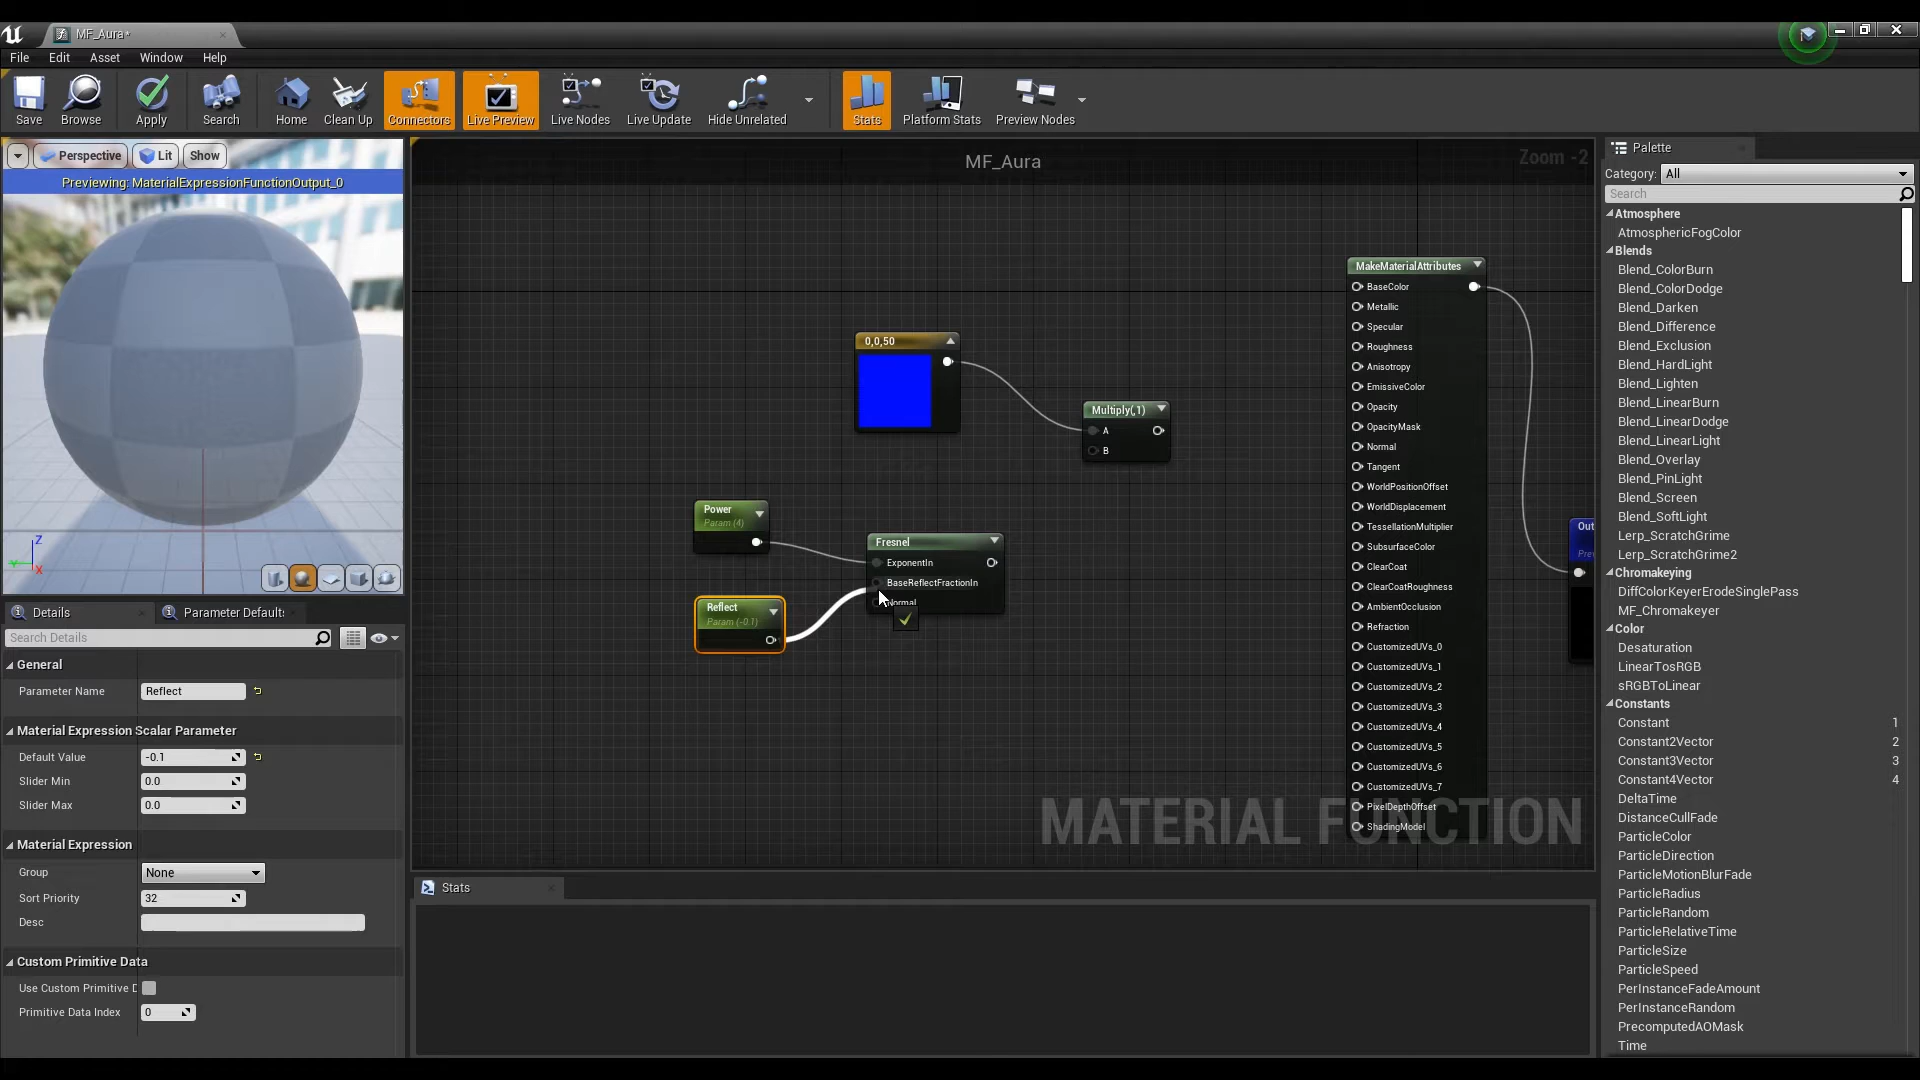 MF_Aura*
File Edit Asset Window Help
Save Browse Apply Search Home Clean Up Connectors Live Preview Live Nodes Live Update Hide Unrelated Stats Platform Stats Preview Nodes
Perspective Lit Show
Previewing: MaterialExpressionFunctionOutput_0
Z
X
Details Parameter Defaults
Search Details
General
Parameter Name Reflect
Material Expression Scalar Parameter
Default Value -0.1
Slider Min 0.0
Slider Max 0.0
Material Expression
Group None
Sort Priority 32
Desc
Custom Primitive Data
Use Custom Primitive D
Primitive Data Index 0
MF_Aura
Zoom -2
0,0,50
Multiply(,1)
A
B
Power
Param (4)
Fresnel
ExponentIn
BaseReflectFractionIn
Normal
Reflect
Param (-0.1)
MakeMaterialAttributes
BaseColor
Metallic
Specular
Roughness
Anisotropy
EmissiveColor
Opacity
OpacityMask
Normal
Tangent
WorldPositionOffset
WorldDisplacement
TessellationMultiplier
SubsurfaceColor
ClearCoat
ClearCoatRoughness
AmbientOcclusion
Refraction
CustomizedUVs_0
CustomizedUVs_1
CustomizedUVs_2
CustomizedUVs_3
CustomizedUVs_4
CustomizedUVs_5
CustomizedUVs_6
CustomizedUVs_7
PixelDepthOffset
ShadingModel
Out
Prev
MATERIAL FUNCTION
Stats
Palette
Category: All
Search
Atmosphere
AtmosphericFogColor
Blends
Blend_ColorBurn
Blend_ColorDodge
Blend_Darken
Blend_Difference
Blend_Exclusion
Blend_HardLight
Blend_Lighten
Blend_LinearBurn
Blend_LinearDodge
Blend_LinearLight
Blend_Overlay
Blend_PinLight
Blend_Screen
Blend_SoftLight
Lerp_ScratchGrime
Lerp_ScratchGrime2
Chromakeying
DiffColorKeyerErodeSinglePass
MF_Chromakeyer
Color
Desaturation
LinearTosRGB
sRGBToLinear
Constants
Constant 1
Constant2Vector 2
Constant3Vector 3
Constant4Vector 4
DeltaTime
DistanceCullFade
ParticleColor
ParticleDirection
ParticleMotionBlurFade
ParticleRadius
ParticleRandom
ParticleRelativeTime
ParticleSize
ParticleSpeed
PerInstanceFadeAmount
PerInstanceRandom
PrecomputedAOMask
Time